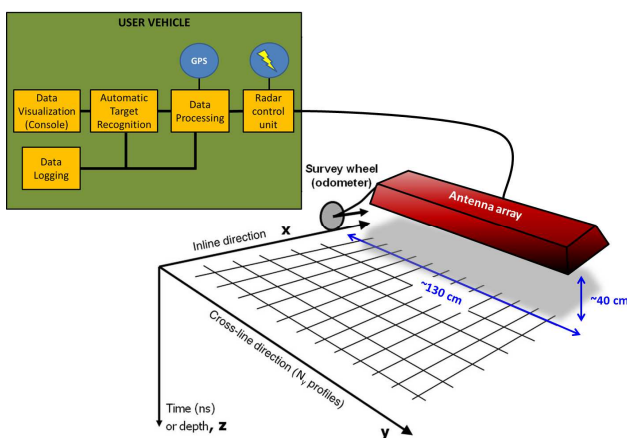 USER VEHICLE
GPS
Data
Visualization
(Console)
Automatic
Target
Recognition
Data
Processing
Radar
control
unit
Data
Logging
Survey wheel
(odometer)
Antenna array
x
Inline direction
~130 cm
~40 cm
Cross-line direction (Ny profiles)
Time (ns)
or depth, z
y